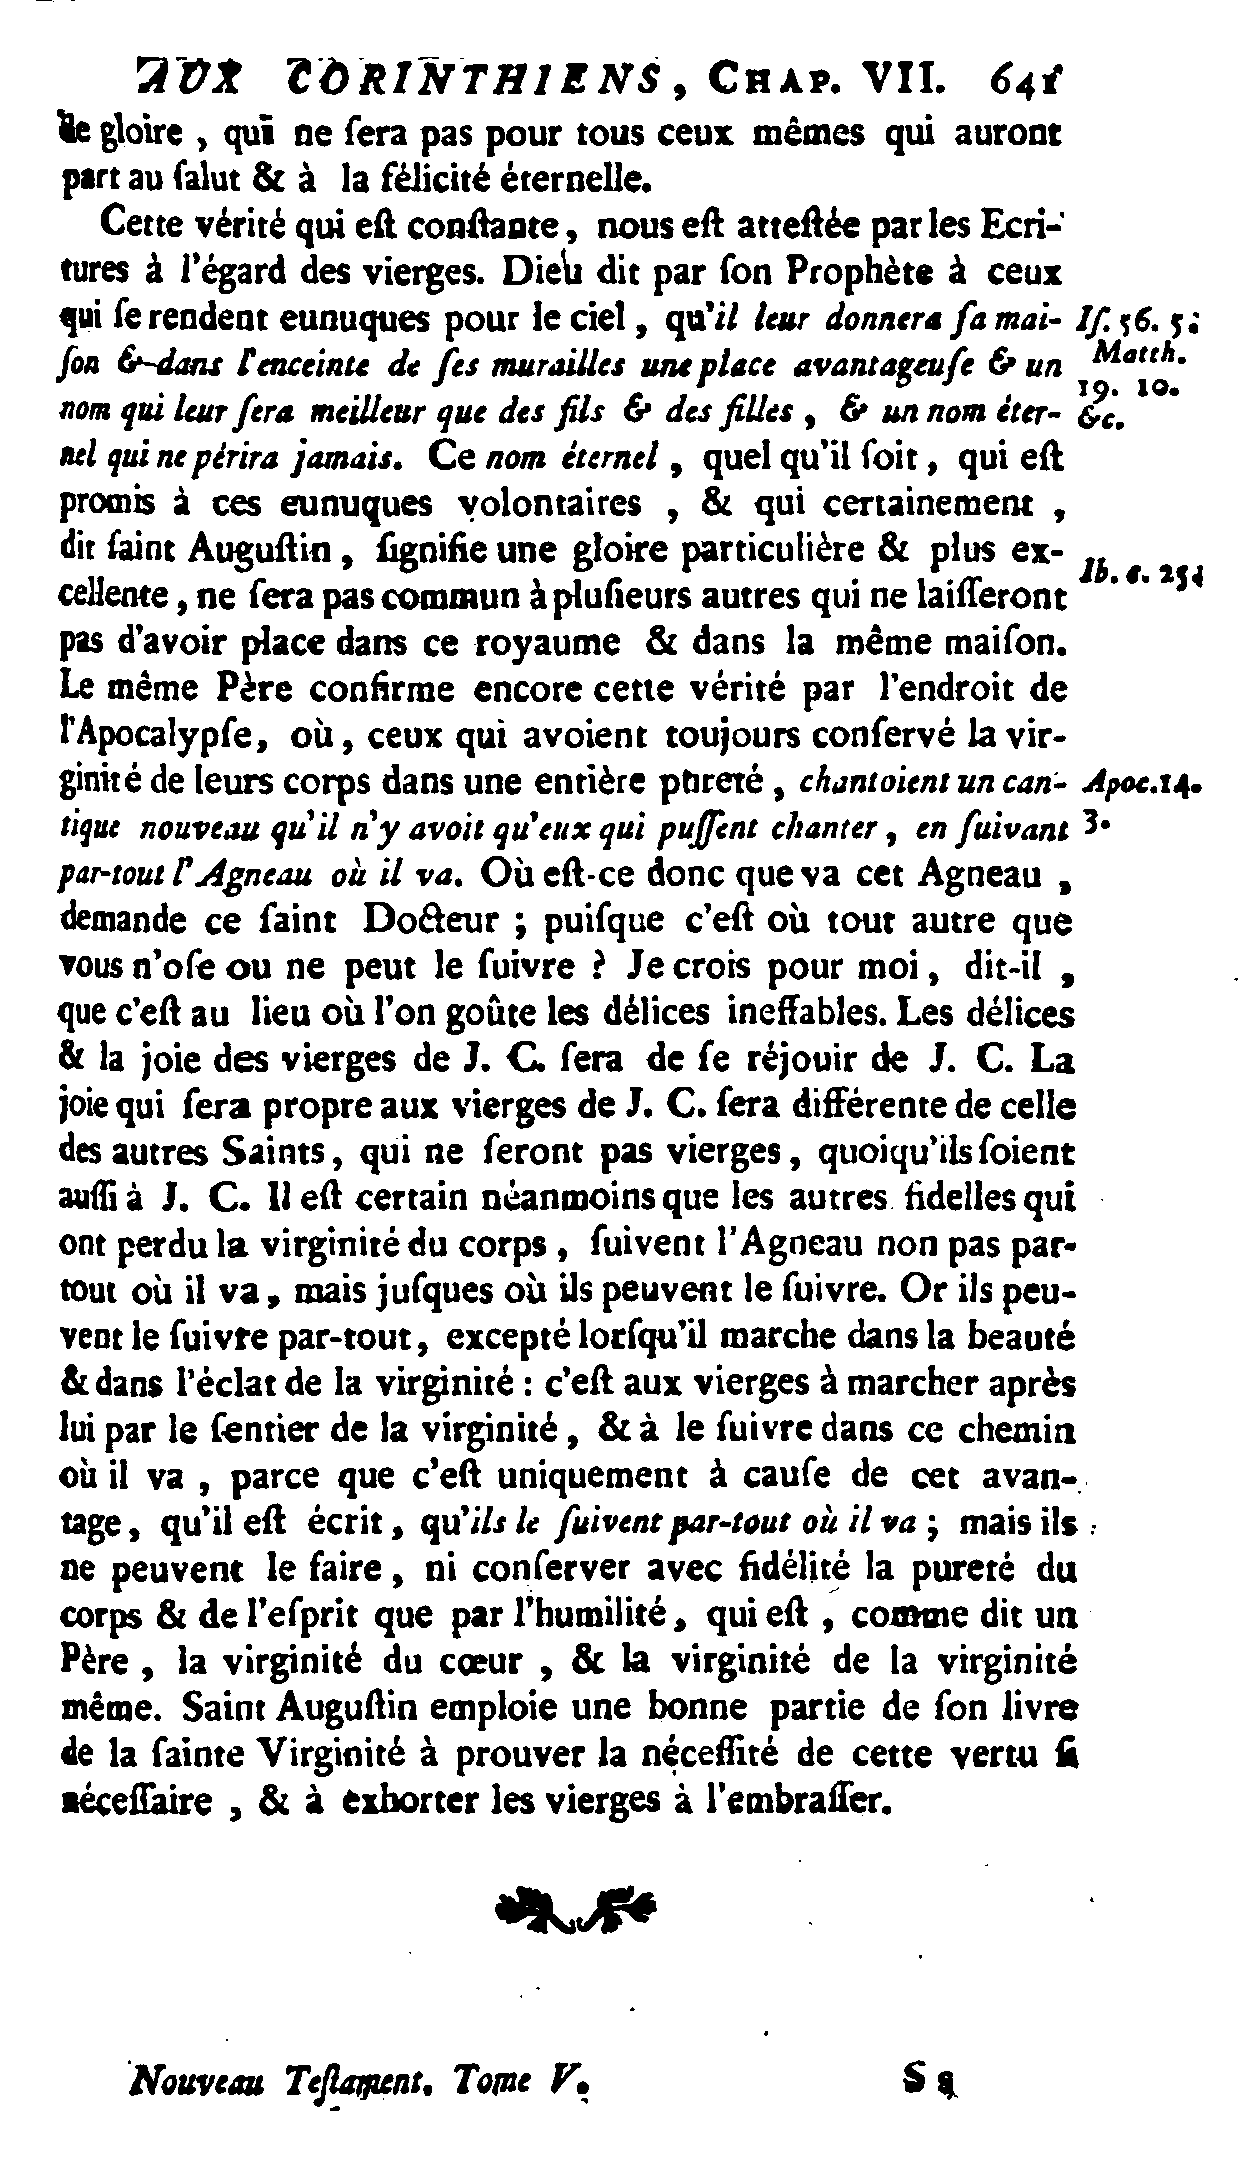 AUX CORINTHIENS, CHAP. VII. 641
de gloire , qui ne ſera pas pour tous ceux mêmes qui auront
part au ſalut & à la félicité éternelle.
Cette vérité qui eſt conſtante, nous eſt atteſtée par les Ecri-
tures à l'égard des vierges. Dieu dit par ſon Prophète à ceux
qui ſe rendent eunuques pour le ciel, qu'il leur donnera ſa mai- Iſ. 56. 5.
ſon & dans l'enceinte de ſes murailles une place avantageuſe & un Matth.
19. 10.
nom qui leur ſera meilleur que des fils & des filles, & un nom éter- &c.
nel qui ne périra jamais. Ce nom éternel, quel qu'il ſoit, qui eſt
promis à ces eunuques volontaires , & qui certainement ,
dit ſaint Auguſtin, ſignifie une gloire particulière & plus ex-
Ib. c. 25.
cellente, ne ſera pas commun à pluſieurs autres qui ne laiſſeront
pas d'avoir place dans ce royaume & dans la même maiſon.
Le même Père confirme encore cette vérité par l'endroit de
l'Apocalypſe, où, ceux qui avoient toujours conſervé la vir-
ginité de leurs corps dans une entière pureté, chantoient un can- Apoc. 14.
tique nouveau qu'il n'y avoit qu'eux qui puſſent chanter, en ſuivant 3.
par-tout l'Agneau où il va. Où eſt-ce donc que va cet Agneau ,
demande ce ſaint Docteur ; puiſque c'eſt où tout autre que
vous n'oſe ou ne peut le ſuivre ? Je crois pour moi, dit-il ,
que c'eſt au lieu où l'on goûte les délices ineffables. Les délices
& la joie des vierges de J. C. ſera de ſe réjouir de J. C. La
joie qui ſera propre aux vierges de J. C. ſera différente de celle
des autres Saints, qui ne ſeront pas vierges, quoiqu'ils ſoient
auſſi à J. C. Il eſt certain néanmoins que les autres fidelles qui
ont perdu la virginité du corps, ſuivent l'Agneau non pas par-
tout où il va, mais juſques où ils peuvent le ſuivre. Or ils peu-
vent le ſuivre par-tout, excepté lorſqu'il marche dans la beauté
& dans l'éclat de la virginité : c'eſt aux vierges à marcher après
lui par le ſentier de la virginité, & à le ſuivre dans ce chemin
où il va , parce que c'eſt uniquement à cauſe de cet avan-
tage, qu'il eſt écrit, qu'ils le ſuivent par-tout où il va ; mais ils
ne peuvent le faire, ni conſerver avec fidélité la pureté du
corps & de l'eſprit que par l'humilité, qui eſt , comme dit un
Père , la virginité du cœur , & la virginité de la virginité
même. Saint Auguſtin emploie une bonne partie de ſon livre
de la ſainte Virginité à prouver la néceſſité de cette vertu ſi
néceſſaire , & à exhorter les vierges à l'embraſſer.
Nouveau Teſtament. Tome V. S s